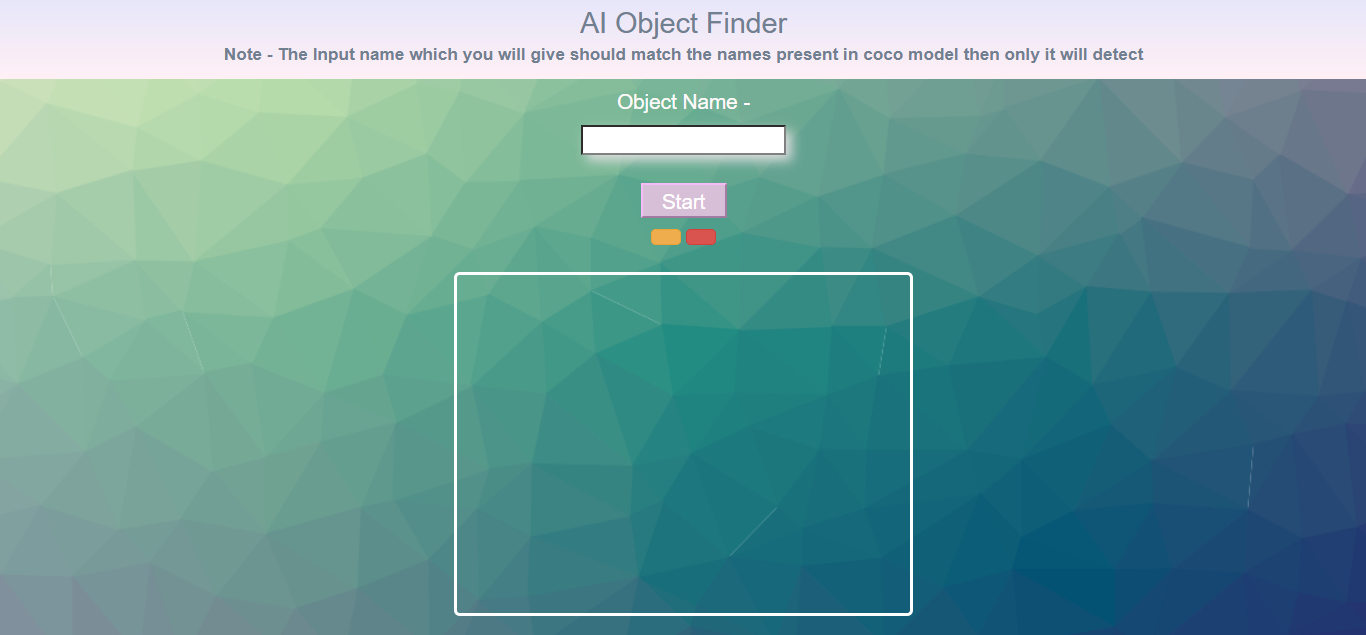 AI Object Finder
Note - The Input name which you will give should match the names present in coco model then only it will detect
Object Name -
Start